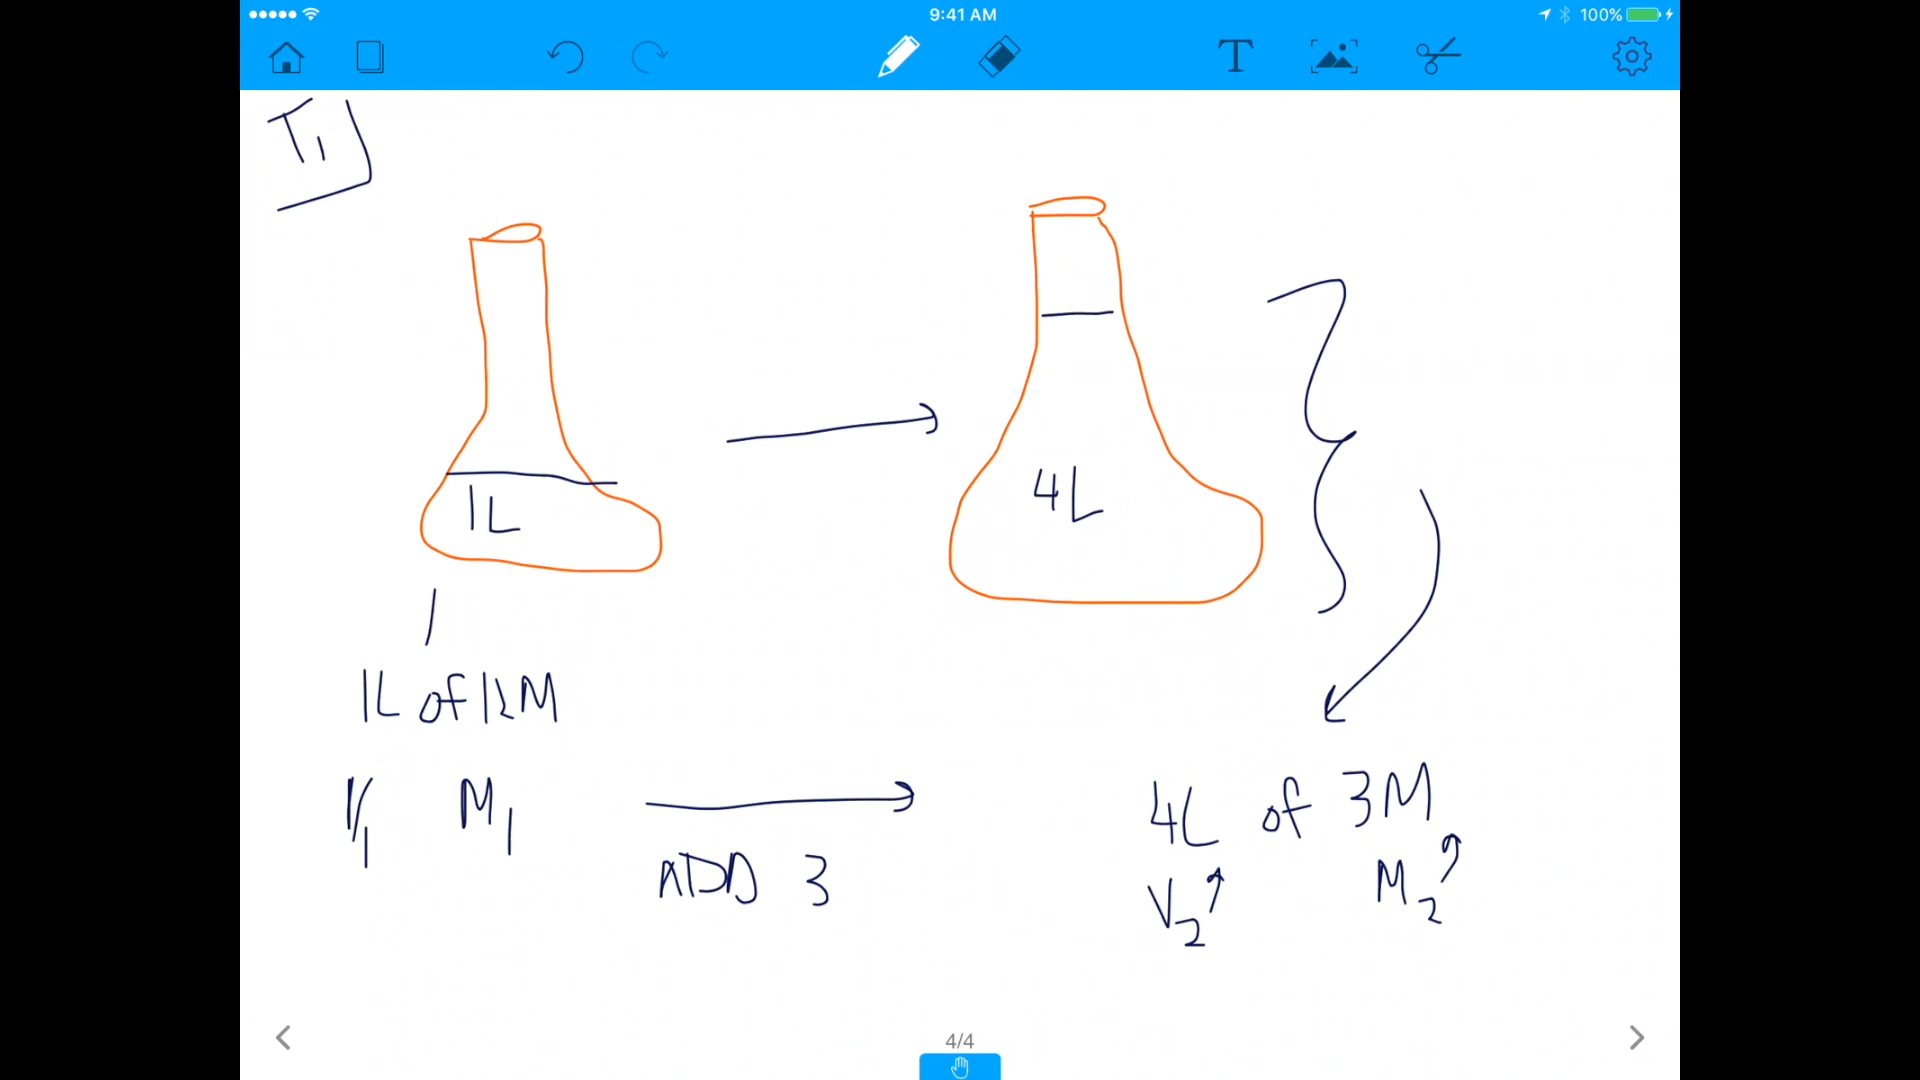 9:41 AM
100%
T
T1
1L
4L
1L of 12M
V1 M1
ADD 3
4L of 3M
V2 M2
4/4